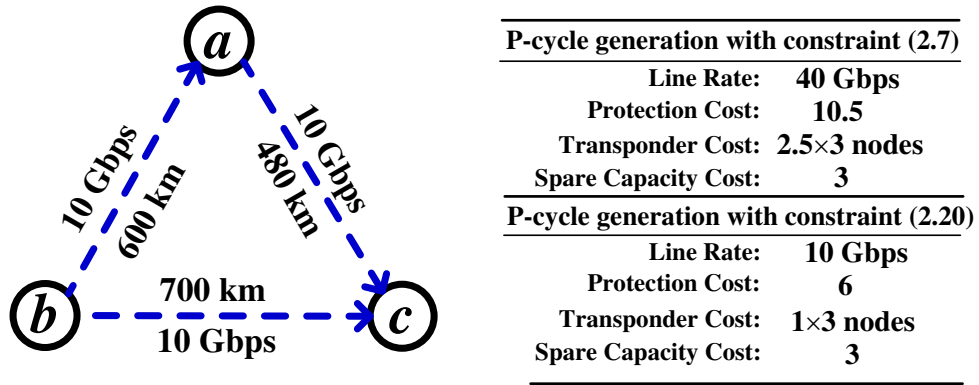 a
10 Gbps
600 km
10 Gbps
480 km
b
700 km
10 Gbps
c
P-cycle generation with constraint (2.7)
Line Rate: 40 Gbps
Protection Cost: 10.5
Transponder Cost: 2.5×3 nodes
Spare Capacity Cost: 3
P-cycle generation with constraint (2.20)
Line Rate: 10 Gbps
Protection Cost: 6
Transponder Cost: 1×3 nodes
Spare Capacity Cost: 3